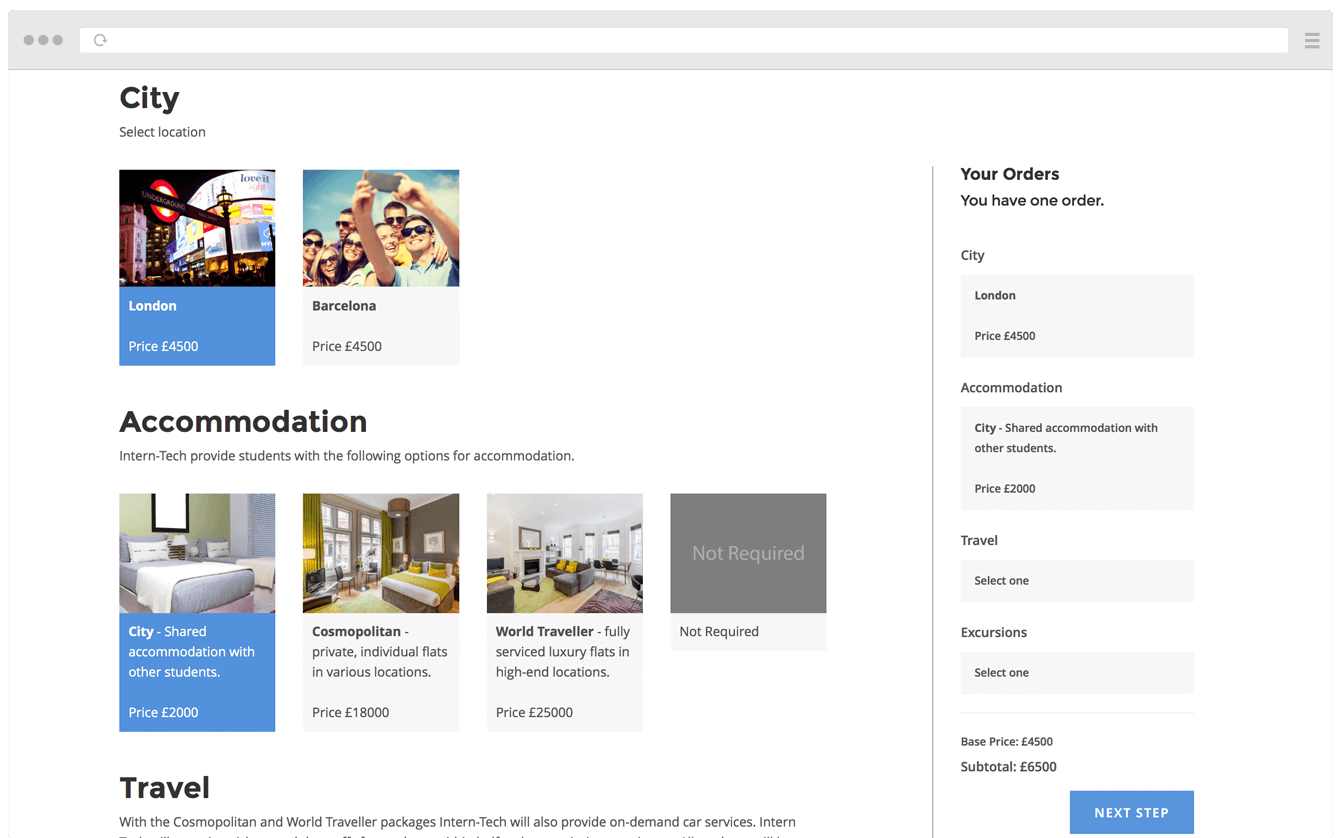 City
Select location
love it
light
UNDERGROUND
London
Price £4500
Barcelona
Price £4500
Accommodation
Intern-Tech provide students with the following options for accommodation.
City - Shared
accommodation with
other students.
Price £2000
Cosmopolitan -
private, individual flats
in various locations.
Price £18000
World Traveller - fully
serviced luxury flats in
high-end locations.
Price £25000
Not Required
Not Required
Travel
With the Cosmopolitan and World Traveller packages Intern-Tech will also provide on-demand car services. Intern
Your Orders
You have one order.
City
London
Price £4500
Accommodation
City - Shared accommodation with
other students.
Price £2000
Travel
Select one
Excursions
Select one
Base Price: £4500
Subtotal: £6500
NEXT STEP